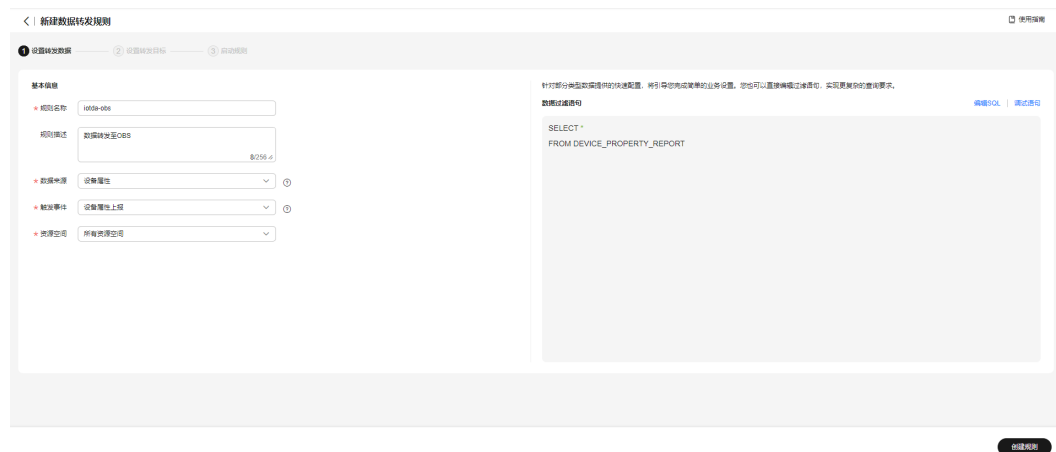 新建数据转发规则
使用指南
1 设置转发数据
2 设置转发目标
3 启动规则
基本信息
* 规则名称 iotda-obs
规则描述 数据转发至OBS
8/256
* 数据来源 设备属性
* 触发事件 设备属性上报
* 资源空间 所有资源空间
针对部分类型数据提供的快速配置，将引导您完成简单的业务设置。您也可以直接编辑过滤语句，实现更复杂的查询要求。
数据过滤语句
编辑SQL | 调试语句
SELECT *
FROM DEVICE_PROPERTY_REPORT
创建规则